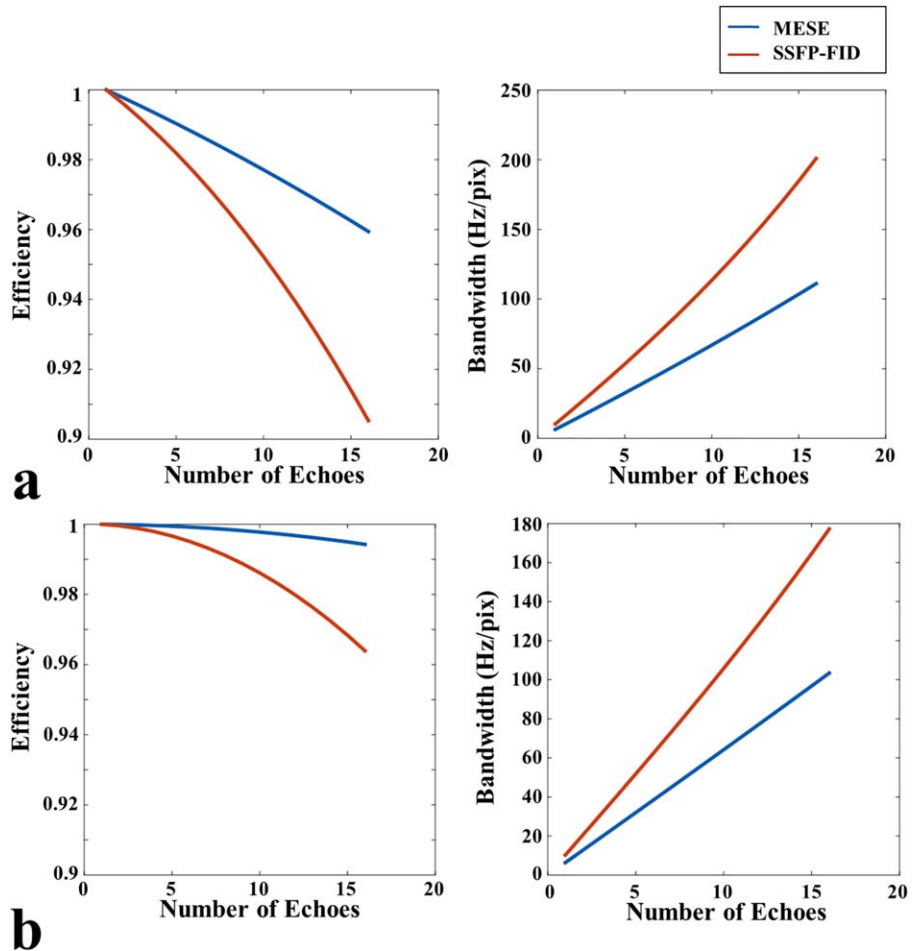 MESE
SSFP-FID
1
0.98
0.96
0.94
0.92
0.9
Efficiency
0 5 10 15 20
Number of Echoes
250
200
150
100
50
0
Bandwidth (Hz/pix)
0 5 10 15 20
Number of Echoes
a
1
0.98
0.96
0.94
0.92
0.9
Efficiency
0 5 10 15 20
Number of Echoes
180
160
140
120
100
80
60
40
20
0
Bandwidth (Hz/pix)
0 5 10 15 20
Number of Echoes
b